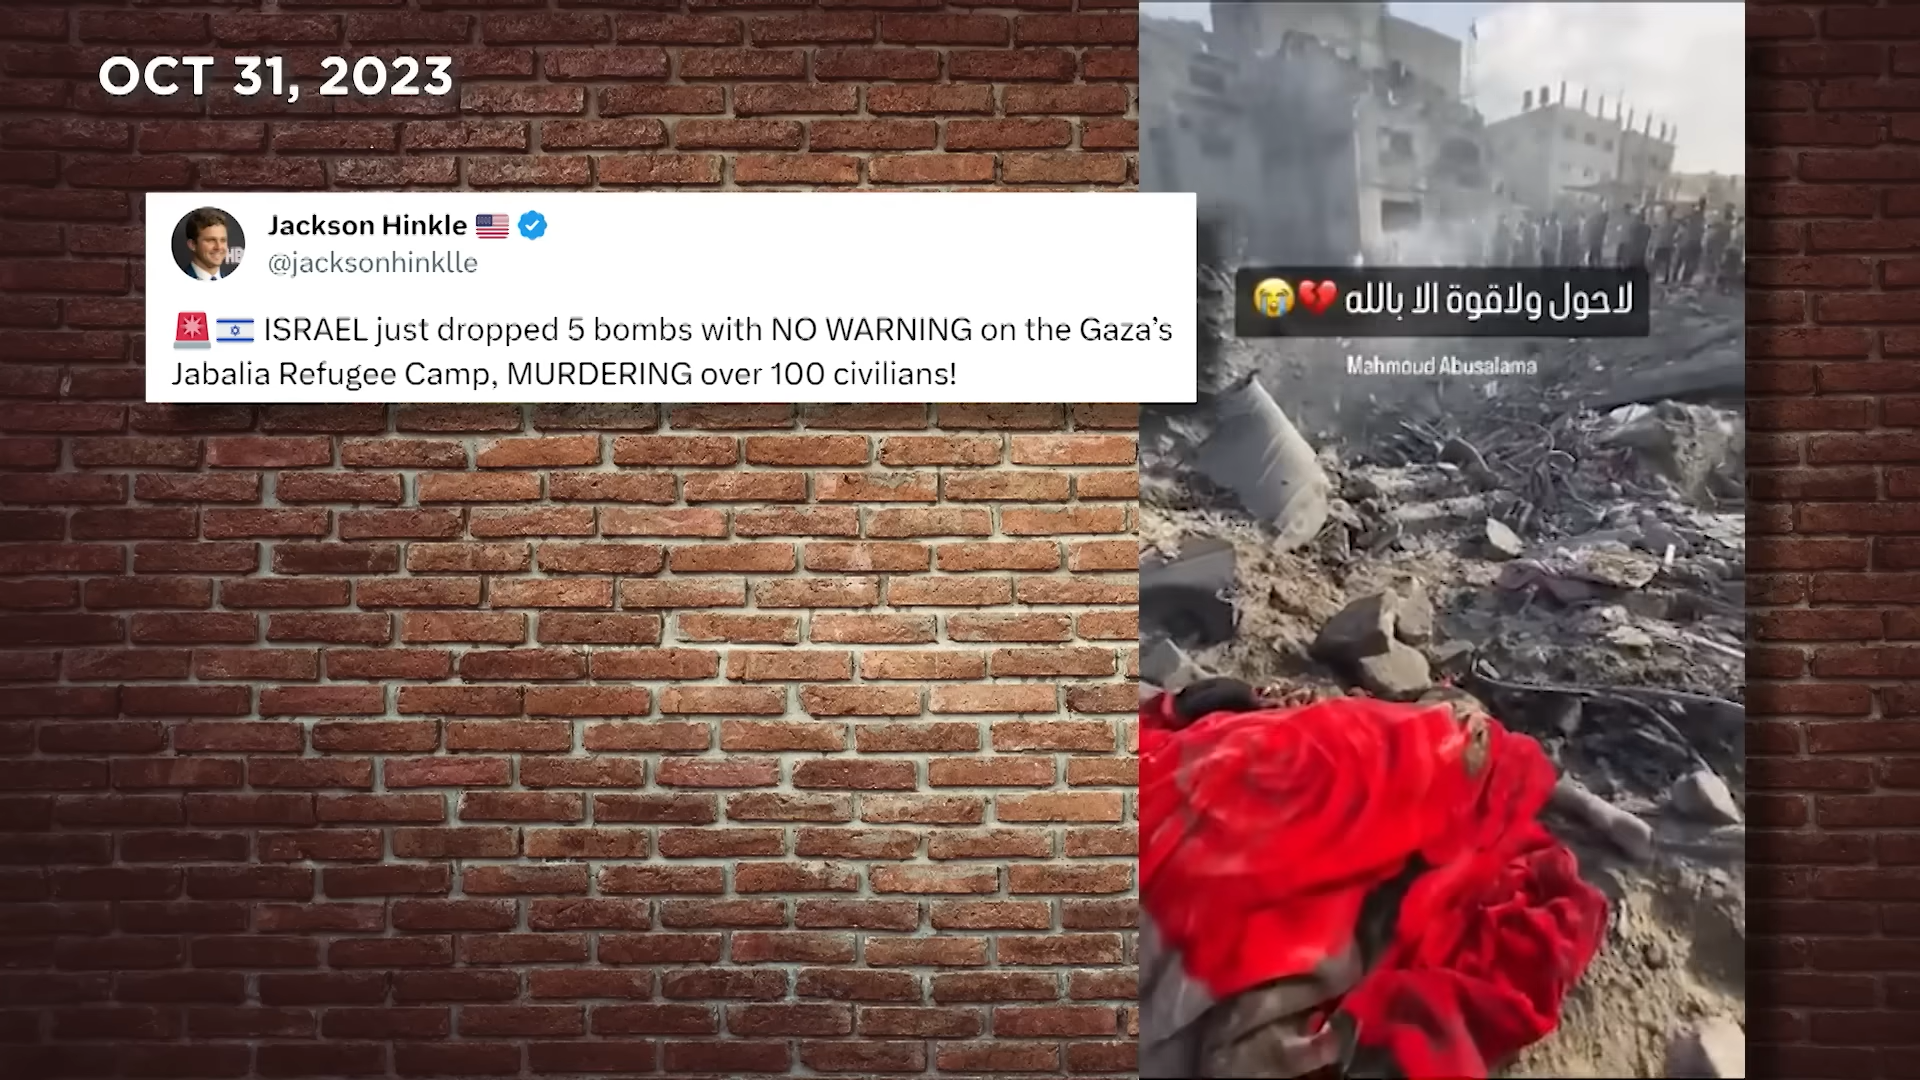 OCT 31, 2023
Jackson Hinkle 🇺🇸
@jacksonhinklle
🚨🇮🇱 ISRAEL just dropped 5 bombs with NO WARNING on the Gaza’s
Jabalia Refugee Camp, MURDERING over 100 civilians!
لاحول ولاقوة الا بالله 💔😭
Mahmoud Abusalama